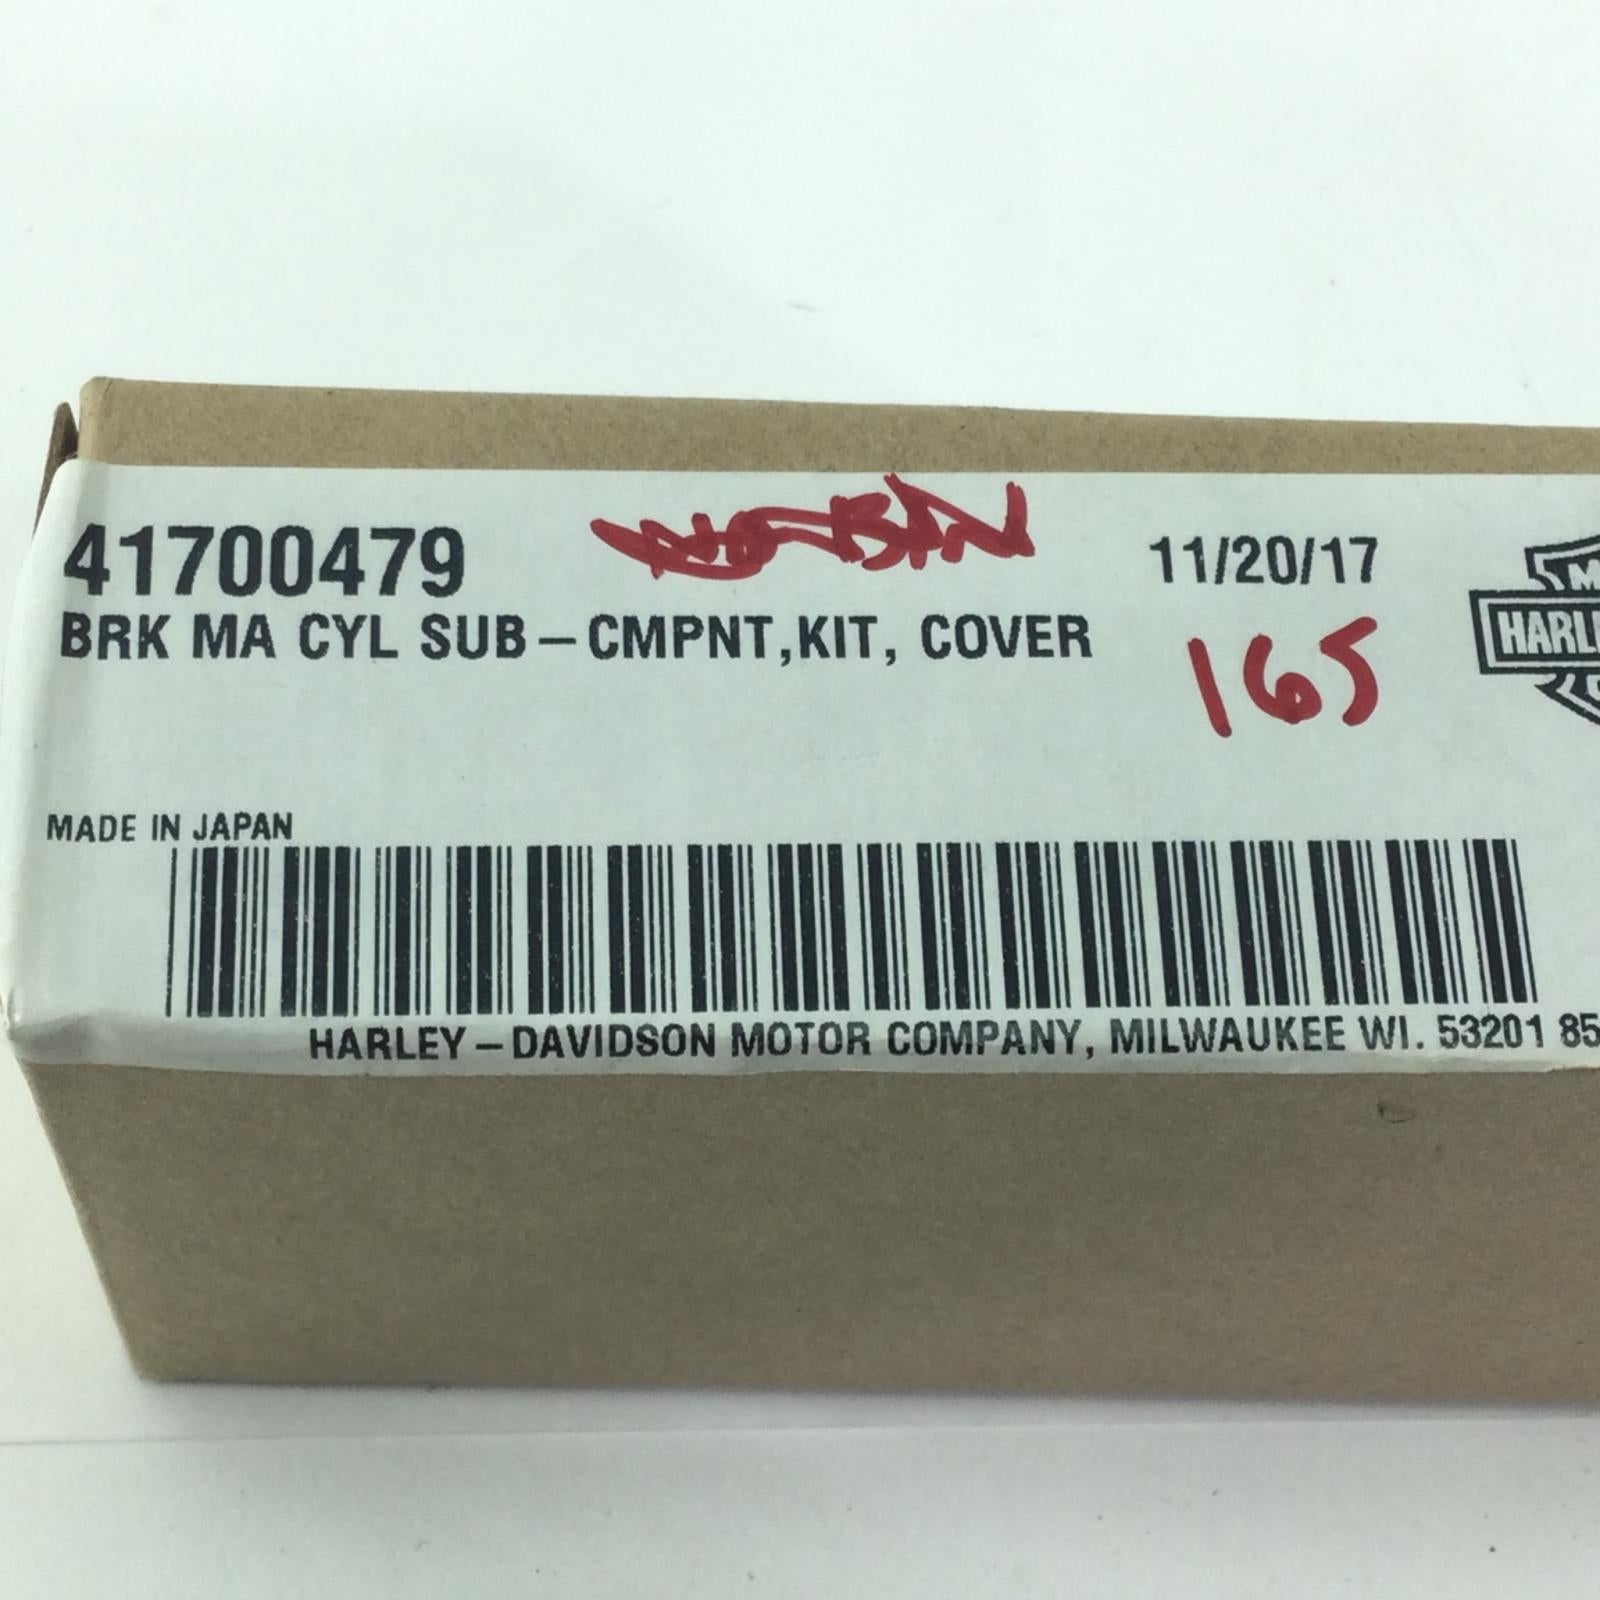 41700479
11/20/17
BRK MA CYL SUB-CMPNT,KIT, COVER
165
HARL
MADE IN JAPAN
HARLEY-DAVIDSON MOTOR COMPANY, MILWAUKEE WI. 53201 85